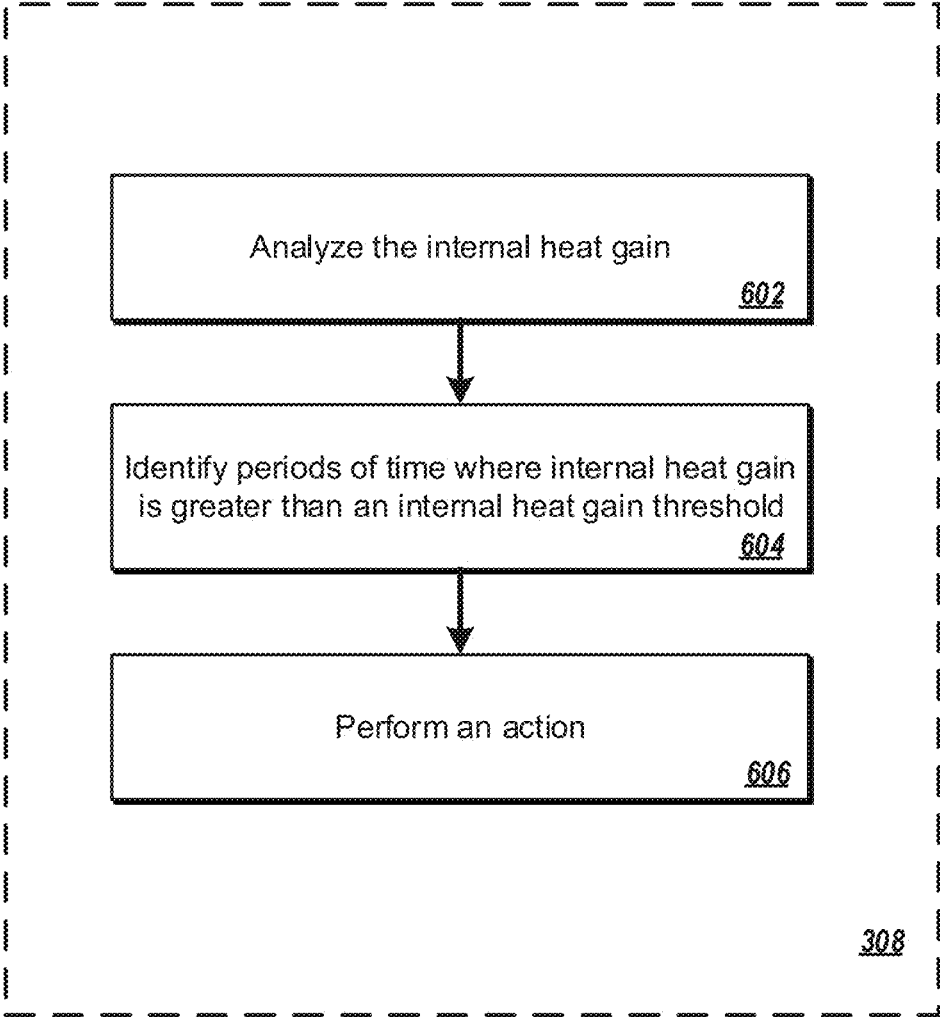 Analyze the internal heat gain
602
Identify periods of time where internal heat gain
is greater than an internal heat gain threshold
604
Perform an action
606
308